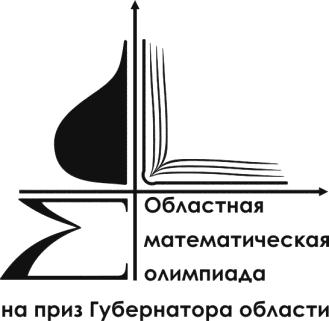 Областная
математическая
олимпиада
на приз Губернатора области